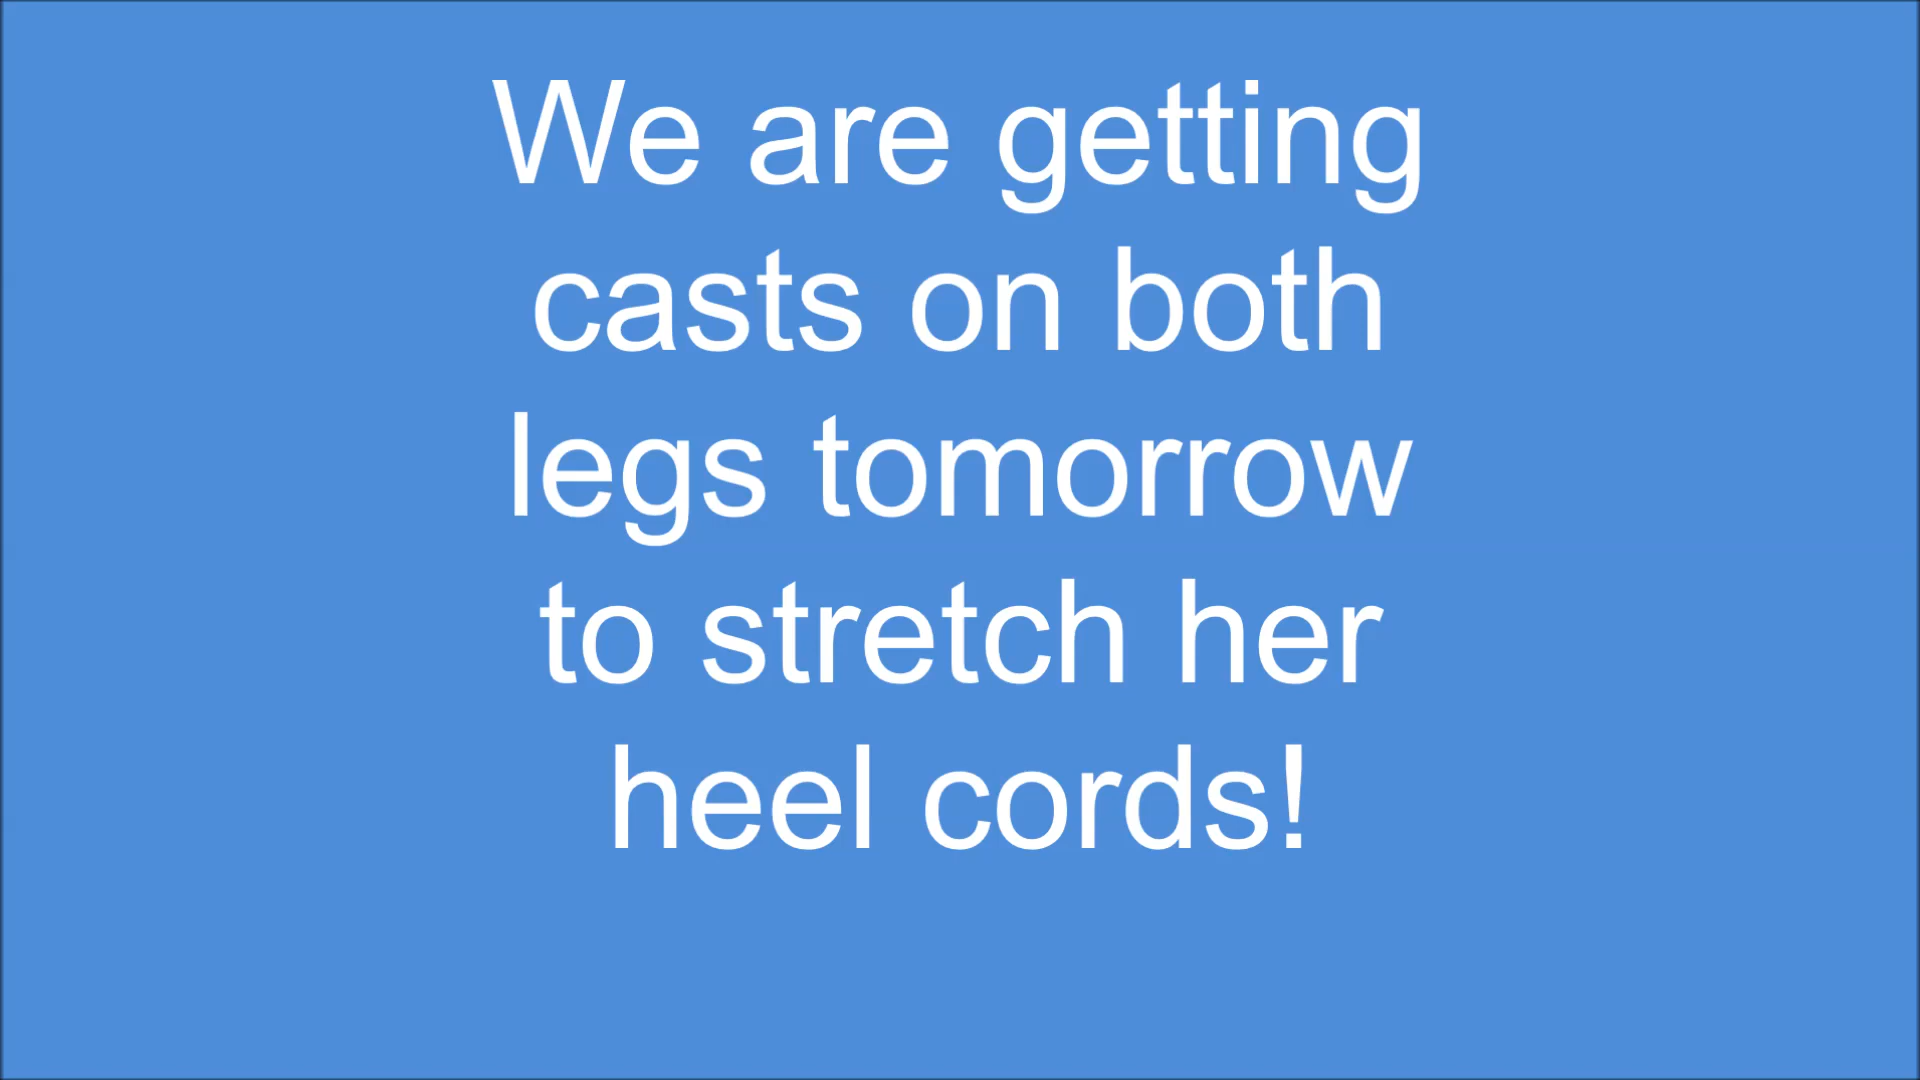 We are getting
casts on both
legs tomorrow
to stretch her
heel cords!